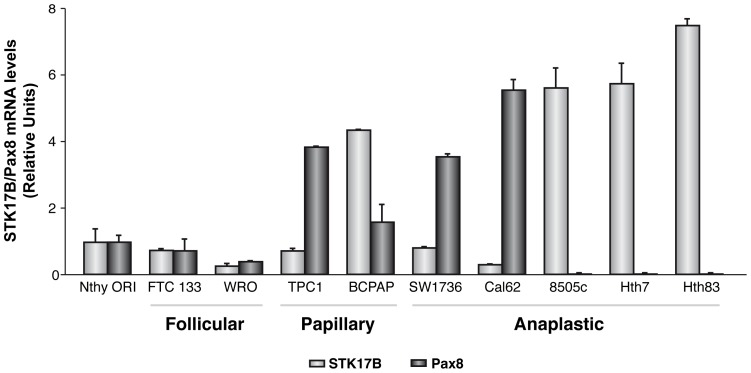 STK17B/Pax8 mRNA levels
(Relative Units)
8
6
4
2
0
Nthy ORI FTC 133 WRO TPC1 BCPAP SW1736 Cal62 8505c Hth7 Hth83
Follicular Papillary Anaplastic
STK17B Pax8